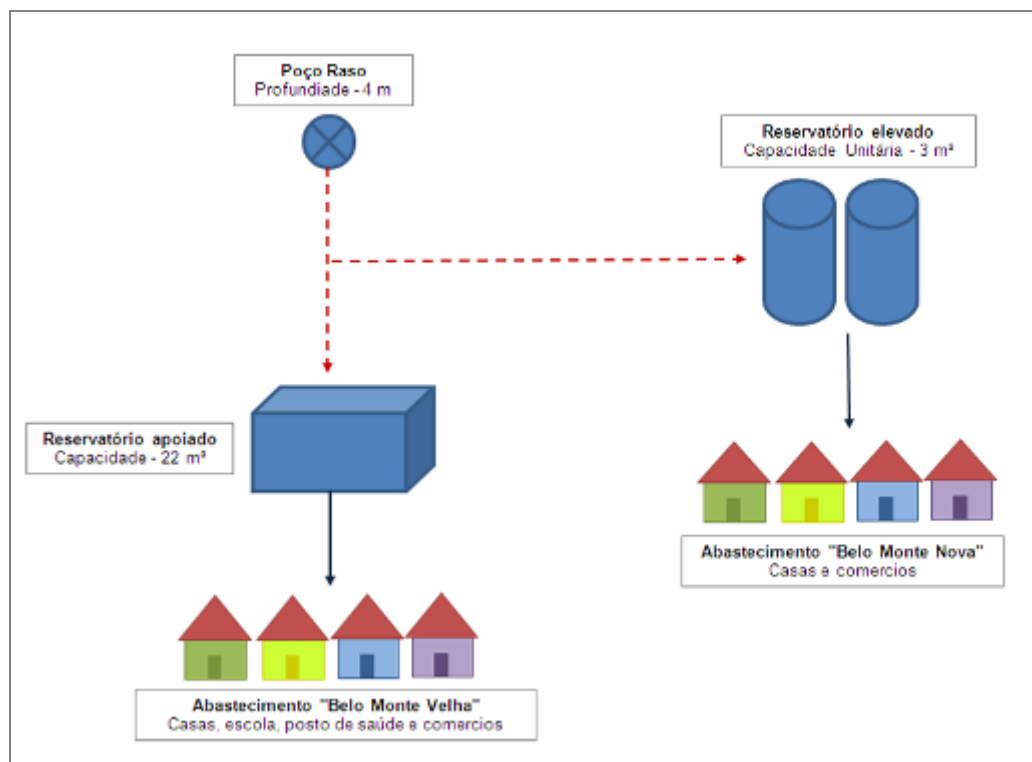 Poço Raso
Profundiade - 4 m
Reservatório elevado
Capacidade Unitária - 3 m³
Reservatório apoiado
Capacidade - 22 m³
Abastecimento "Belo Monte Nova"
Casas e comercios
Abastecimento "Belo Monte Velha"
Casas, escola, posto de saúde e comercios